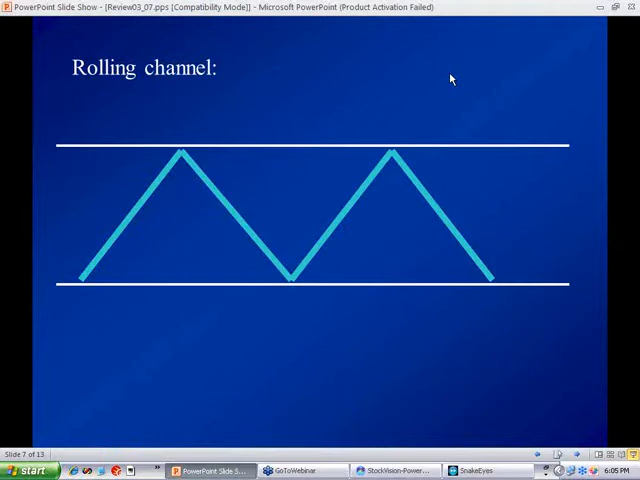 PowerPoint Slide Show - [Review03_07.pps [Compatibility Mode]] - Microsoft PowerPoint (Product Activation Failed)
Rolling channel:
Slide 7 of 13
start
PowerPoint Slide S...
GoToWebinar
StockVision-Power...
SnakeEyes
6:05 PM